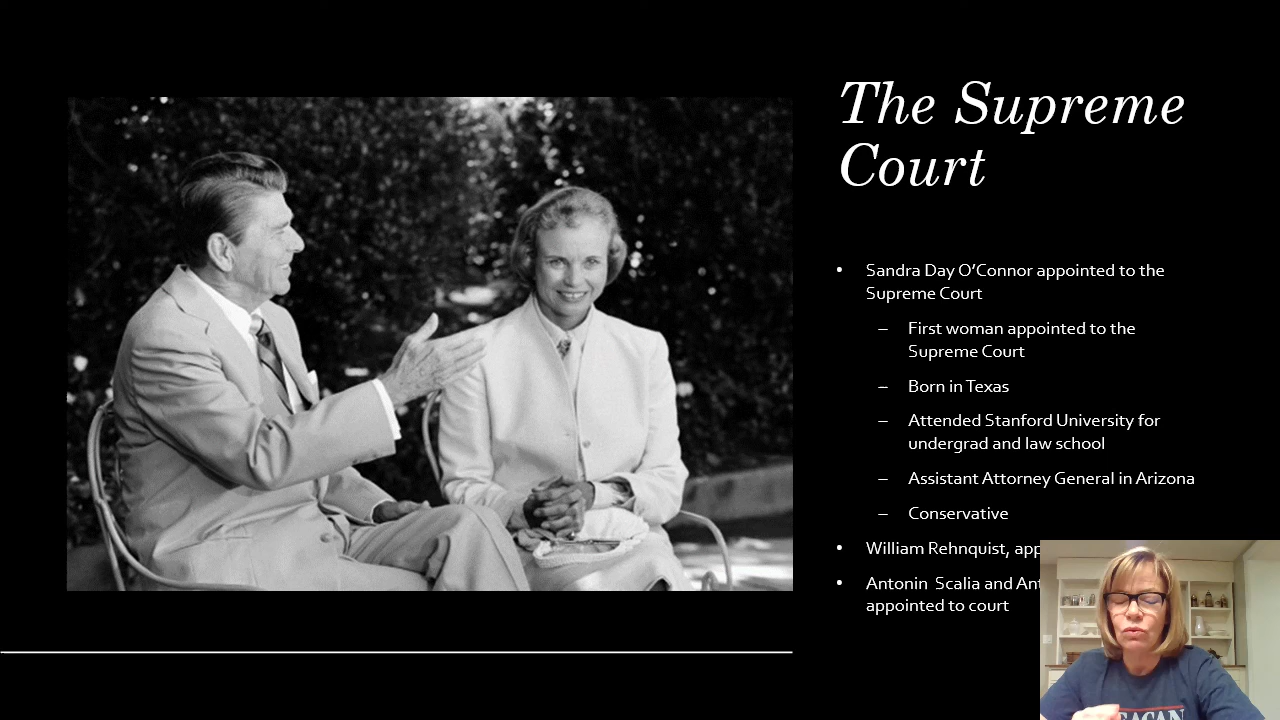 The Supreme
Court
• Sandra Day O’Connor appointed to the
Supreme Court
– First woman appointed to the
Supreme Court
– Born in Texas
– Attended Stanford University for
undergrad and law school
– Assistant Attorney General in Arizona
– Conservative
• William Rehnquist,
• Antonin Scalia and
appointed to court